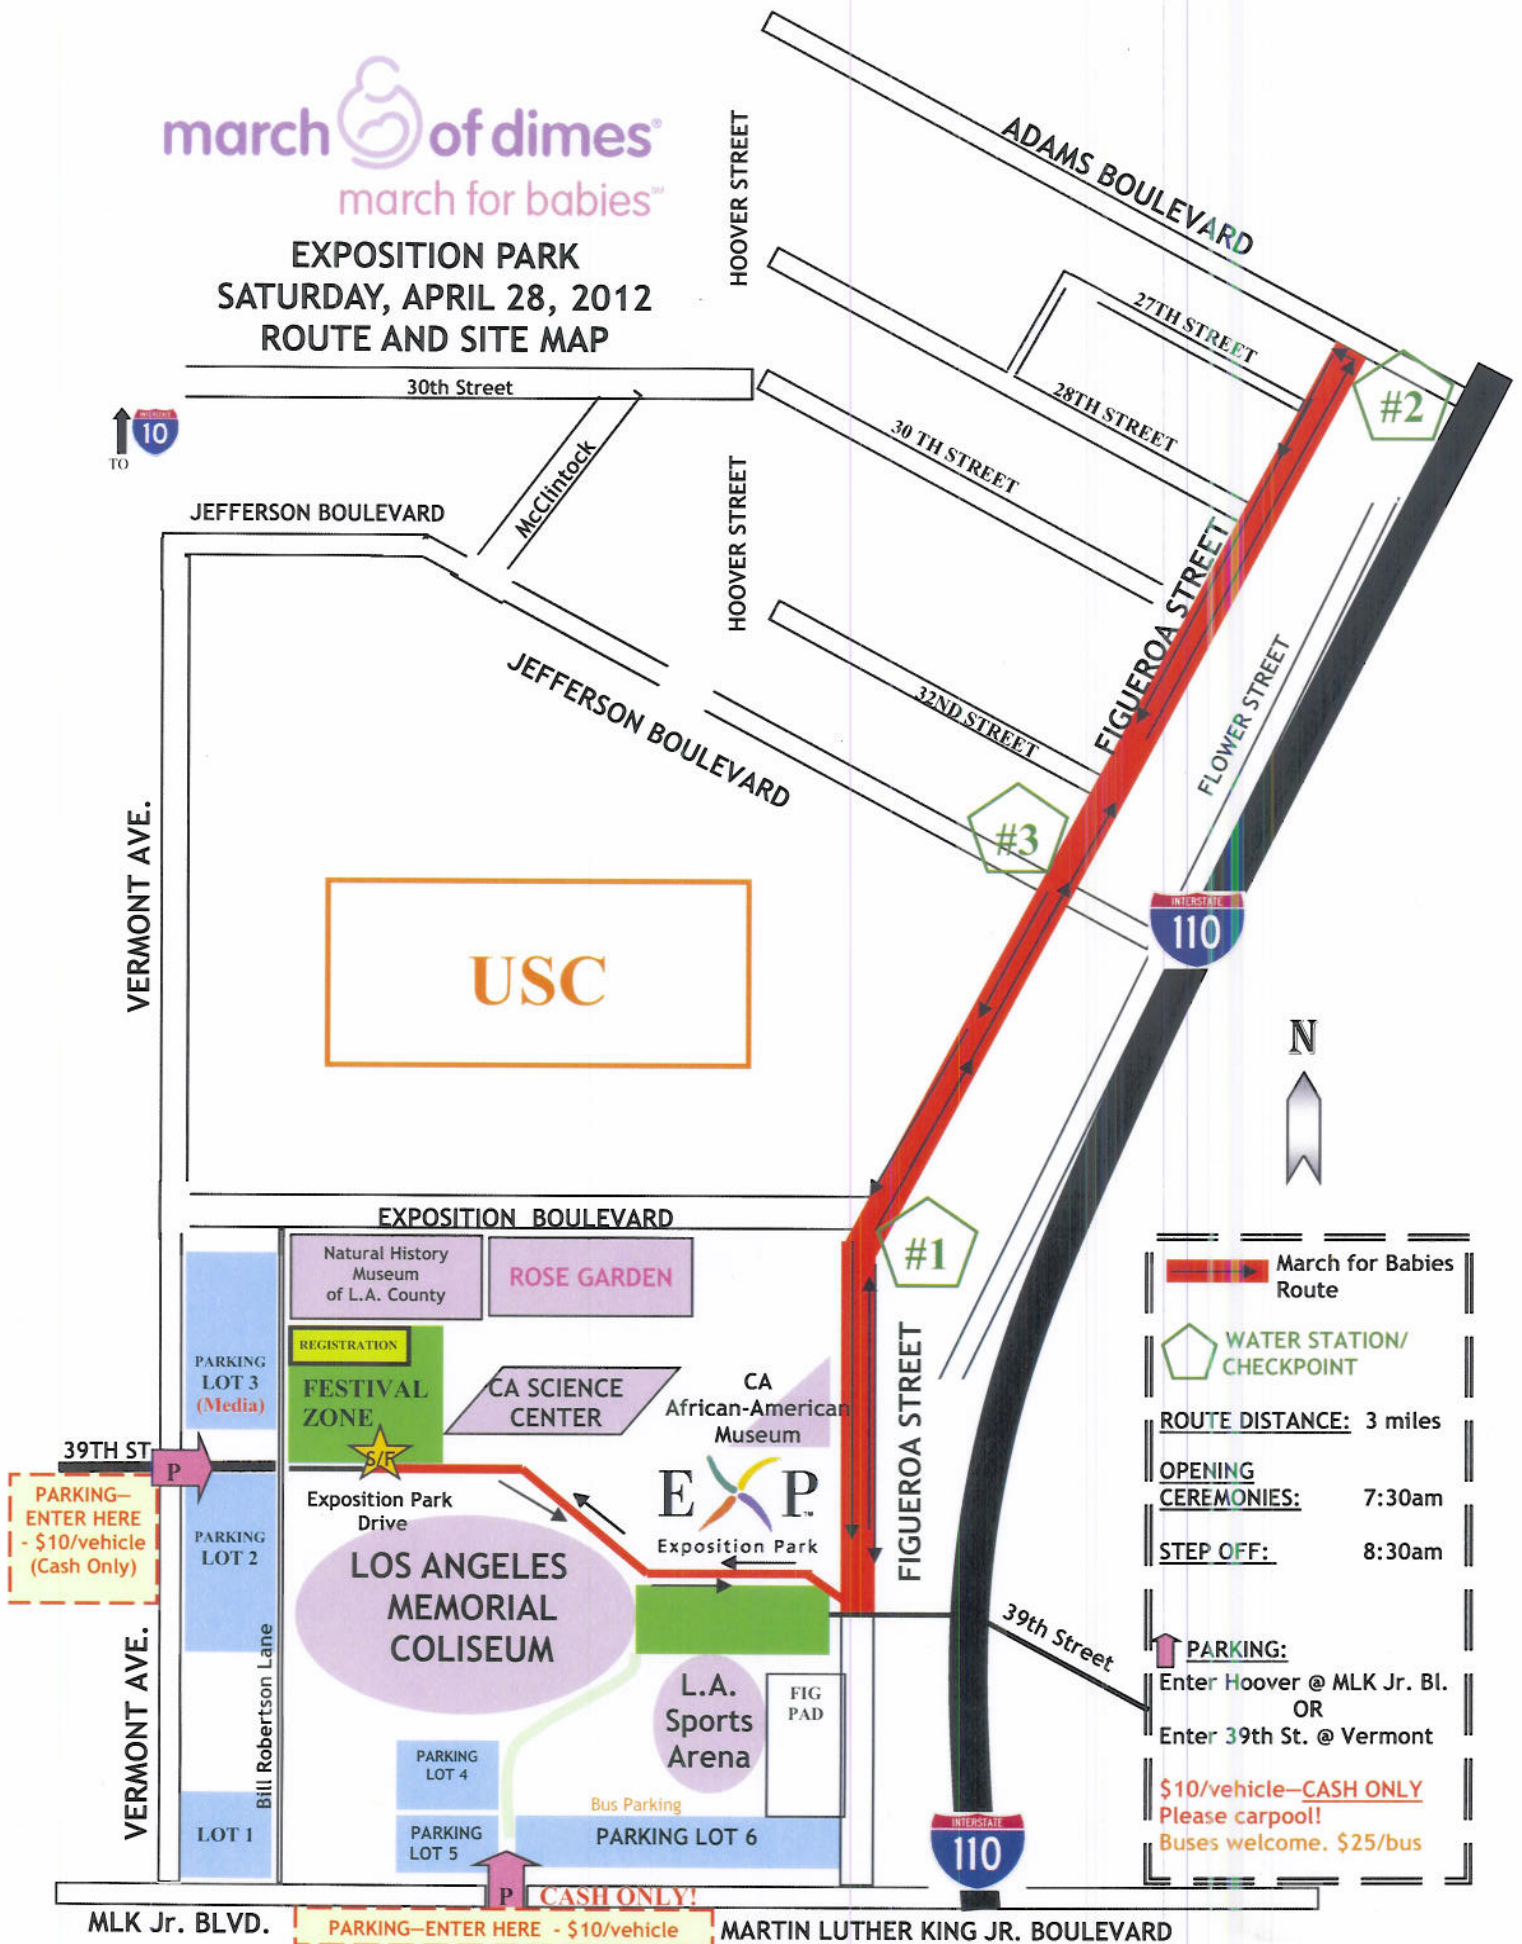 march of dimes®
march for babies℠
EXPOSITION PARK
SATURDAY, APRIL 28, 2012
ROUTE AND SITE MAP
HOOVER STREET
ADAMS BOULEVARD
27TH STREET
28TH STREET
30 TH STREET
30th Street
McClintock
INTERSTATE
10
TO
#2
JEFFERSON BOULEVARD
HOOVER STREET
FIGUEROA STREET
FLOWER STREET
32ND STREET
JEFFERSON BOULEVARD
#3
VERMONT AVE.
USC
INTERSTATE
110
N
EXPOSITION BOULEVARD
#1
Natural History
Museum
of L.A. County
ROSE GARDEN
REGISTRATION
FESTIVAL
ZONE
S/F
PARKING
LOT 3
(Media)
CA SCIENCE
CENTER
CA
African-American
Museum
FIGUEROA STREET
39TH ST
P
PARKING—
ENTER HERE
- $10/vehicle
(Cash Only)
PARKING
LOT 2
Exposition Park
Drive
E P™
Exposition Park
LOS ANGELES
MEMORIAL
COLISEUM
39th Street
VERMONT AVE.
Bill Robertson Lane
L.A.
Sports
Arena
FIG
PAD
PARKING
LOT 4
Bus Parking
LOT 1
PARKING
LOT 5
PARKING LOT 6
INTERSTATE
110
P
CASH ONLY!
MLK Jr. BLVD.
PARKING—ENTER HERE - $10/vehicle
MARTIN LUTHER KING JR. BOULEVARD
March for Babies
Route
WATER STATION/
CHECKPOINT
ROUTE DISTANCE: 3 miles
OPENING
CEREMONIES: 7:30am
STEP OFF: 8:30am
PARKING:
Enter Hoover @ MLK Jr. Bl.
OR
Enter 39th St. @ Vermont
$10/vehicle—CASH ONLY
Please carpool!
Buses welcome. $25/bus